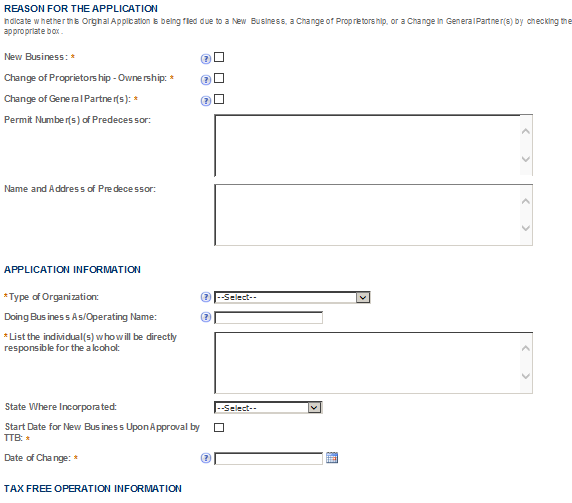 REASON FOR THE APPLICATION
Indicate whether this Original Application is being filed due to a New Business, a Change of Proprietorship, or a Change in General Partner(s) by checking the
appropriate box.
New Business: *
Change of Proprietorship - Ownership: *
Change of General Partner(s): *
Permit Number(s) of Predecessor:
Name and Address of Predecessor:
APPLICATION INFORMATION
*Type of Organization: --Select--
Doing Business As/Operating Name:
*List the individual(s) who will be directly
responsible for the alcohol:
State Where Incorporated: --Select--
Start Date for New Business Upon Approval by
TTB: *
Date of Change: *
TAX FREE OPERATION INFORMATION